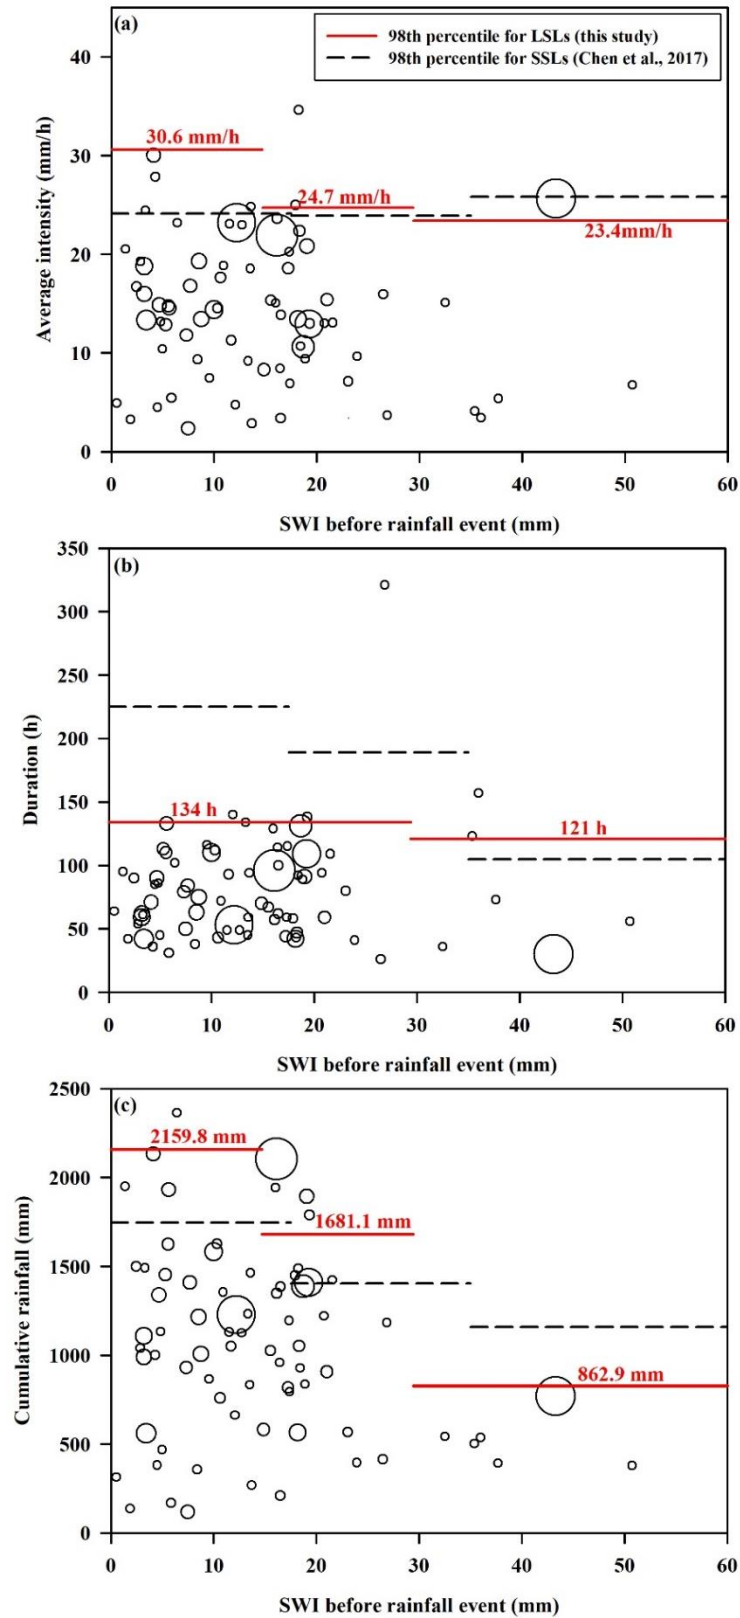 (a)
98th percentile for LSLs (this study)
98th percentile for SSLs (Chen et al., 2017)
40
30
20
10
0
30.6 mm/h
24.7 mm/h
23.4mm/h
Average intensity (mm/h)
0 10 20 30 40 50 60
SWI before rainfall event (mm)
(b)
350
300
250
200
150
100
50
0
134 h
121 h
Duration (h)
0 10 20 30 40 50 60
SWI before rainfall event (mm)
(c)
2500
2000
1500
1000
500
0
2159.8 mm
1681.1 mm
862.9 mm
Cumulative rainfall (mm)
0 10 20 30 40 50 60
SWI before rainfall event (mm)